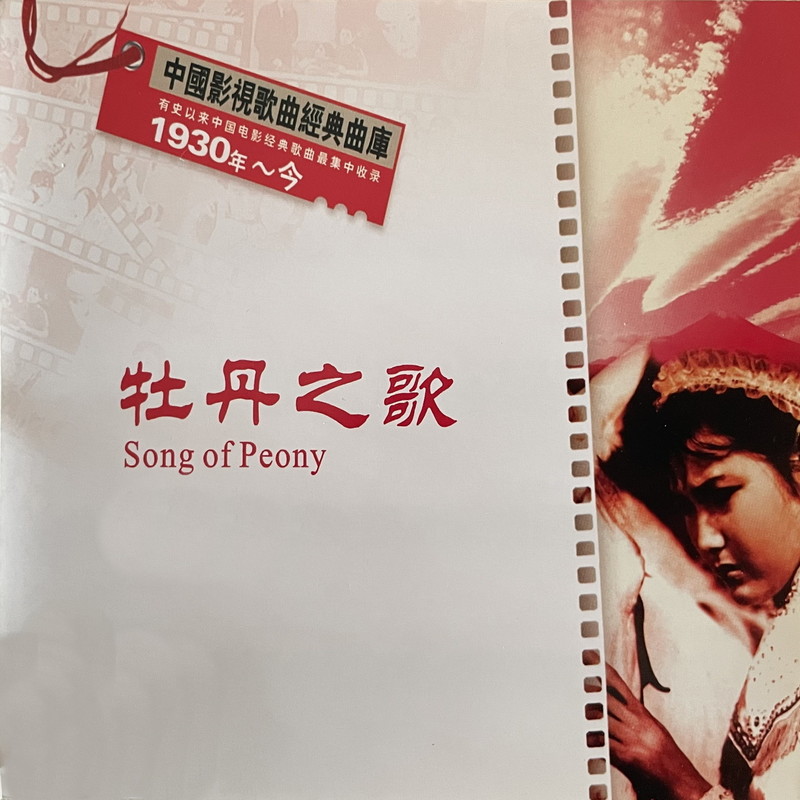 中國影視歌曲經典曲庫
有史以来中国电影经典歌曲最集中收录
1930年～今
牡丹之歌
Song of Peony